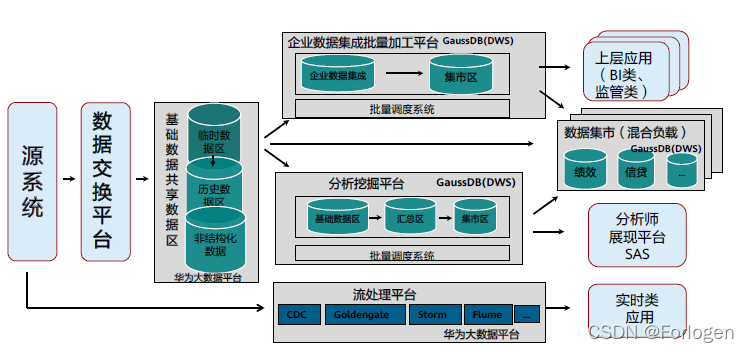 源系统
数据交换平台
基础数据共享数据区
临时数
据区
历史数
据区
非结构化
数据
华为大数据平台
企业数据集成批量加工平台 GaussDB(DWS)
企业数据集成
集市区
批量调度系统
分析挖掘平台 GaussDB(DWS)
基础数据区
汇总区
集市区
批量调度系统
流处理平台
CDC
Goldengate
Storm
Flume
...
华为大数据平台
上层应用
（BI类、
监管类）
数据集市（混合负载）
GaussDB(DWS)
绩效
信贷
...
分析师
展现平台
SAS
实时类
应用
CSDN @Forlogen